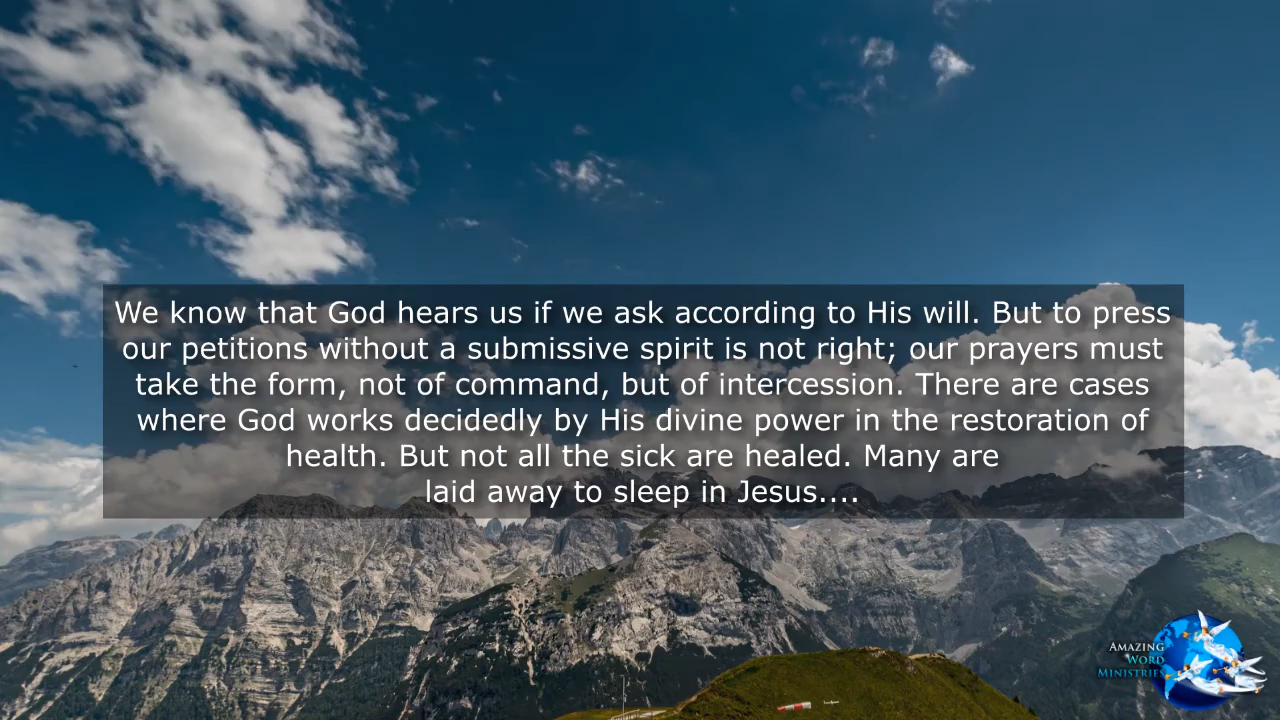 We know that God hears us if we ask according to His will. But to press
our petitions without a submissive spirit is not right; our prayers must
take the form, not of command, but of intercession. There are cases
where God works decidedly by His divine power in the restoration of
health. But not all the sick are healed. Many are
laid away to sleep in Jesus....
AMAZING
WORD
MINISTRIES